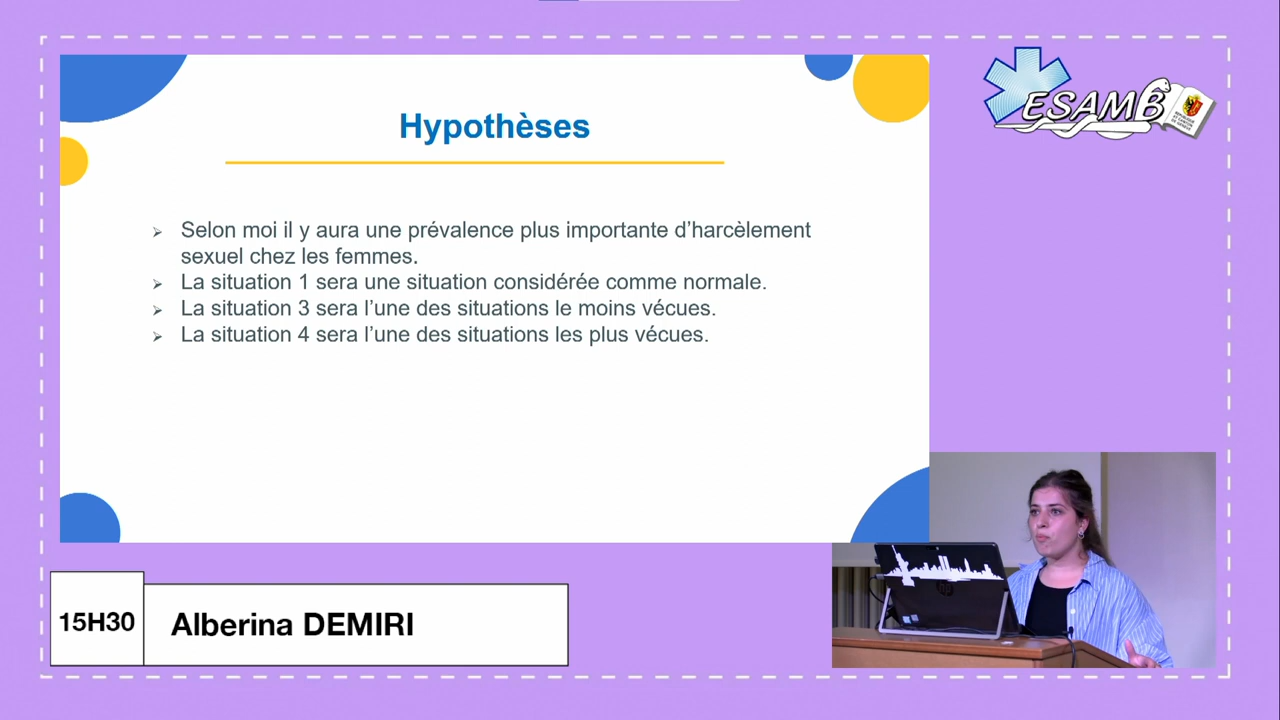 Hypothèses
Selon moi il y aura une prévalence plus importante d’harcèlement
sexuel chez les femmes.
La situation 1 sera une situation considérée comme normale.
La situation 3 sera l’une des situations le moins vécues.
La situation 4 sera l’une des situations les plus vécues.
ESAMB
15H30
Alberina DEMIRI
hp